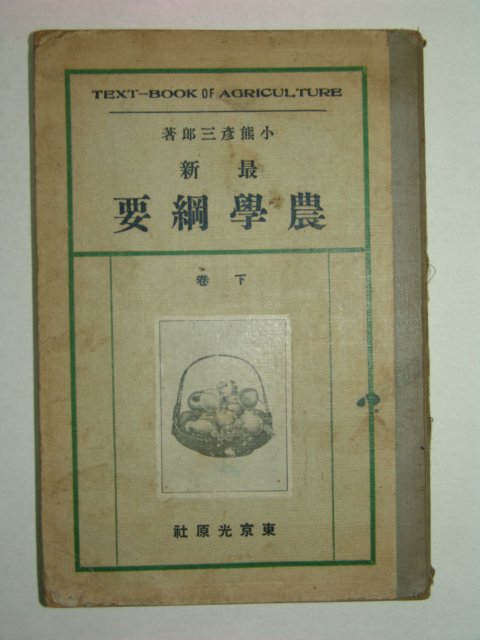 TEXT-BOOK OF AGRICULTURE
小熊彦三郎著
最新
農學綱要
下卷
東京光原社